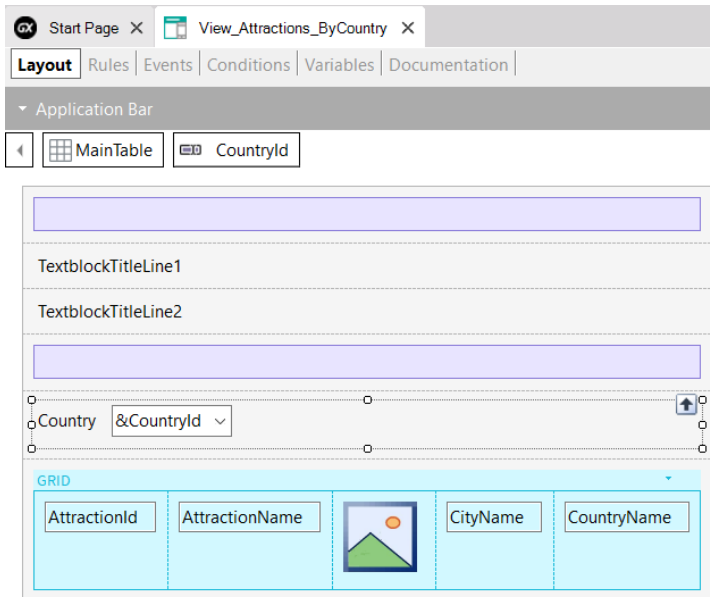 GX Start Page View_Attractions_ByCountry
Layout Rules Events Conditions Variables Documentation
Application Bar
MainTable CountryId
TextblockTitleLine1
TextblockTitleLine2
Country &CountryId
GRID
AttractionId AttractionName CityName CountryName